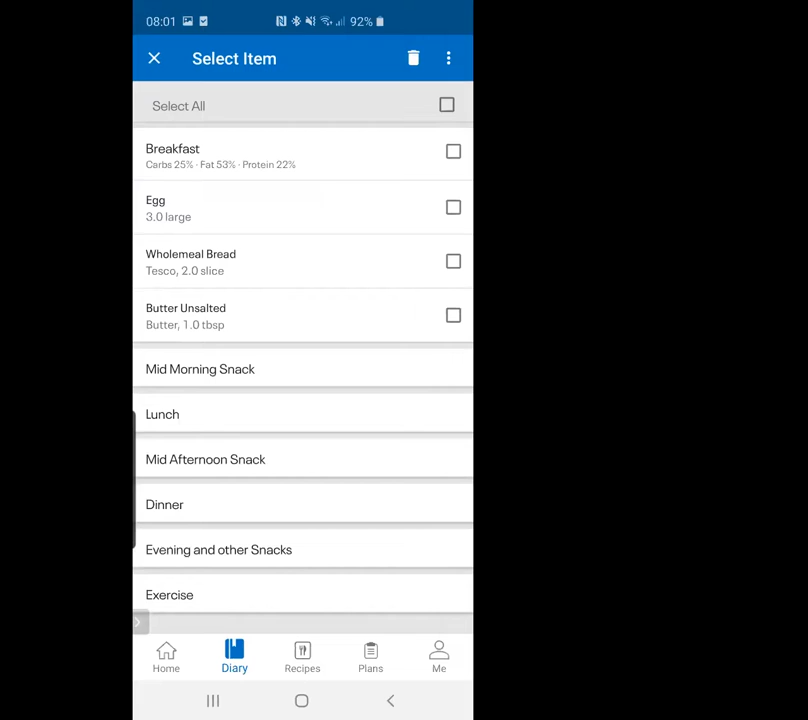 08:01 92%
Select Item
Select All
Breakfast
Carbs 25% · Fat 53% · Protein 22%
Egg
3.0 large
Wholemeal Bread
Tesco, 2.0 slice
Butter Unsalted
Butter, 1.0 tbsp
Mid Morning Snack
Lunch
Mid Afternoon Snack
Dinner
Evening and other Snacks
Exercise
Home Diary Recipes Plans Me